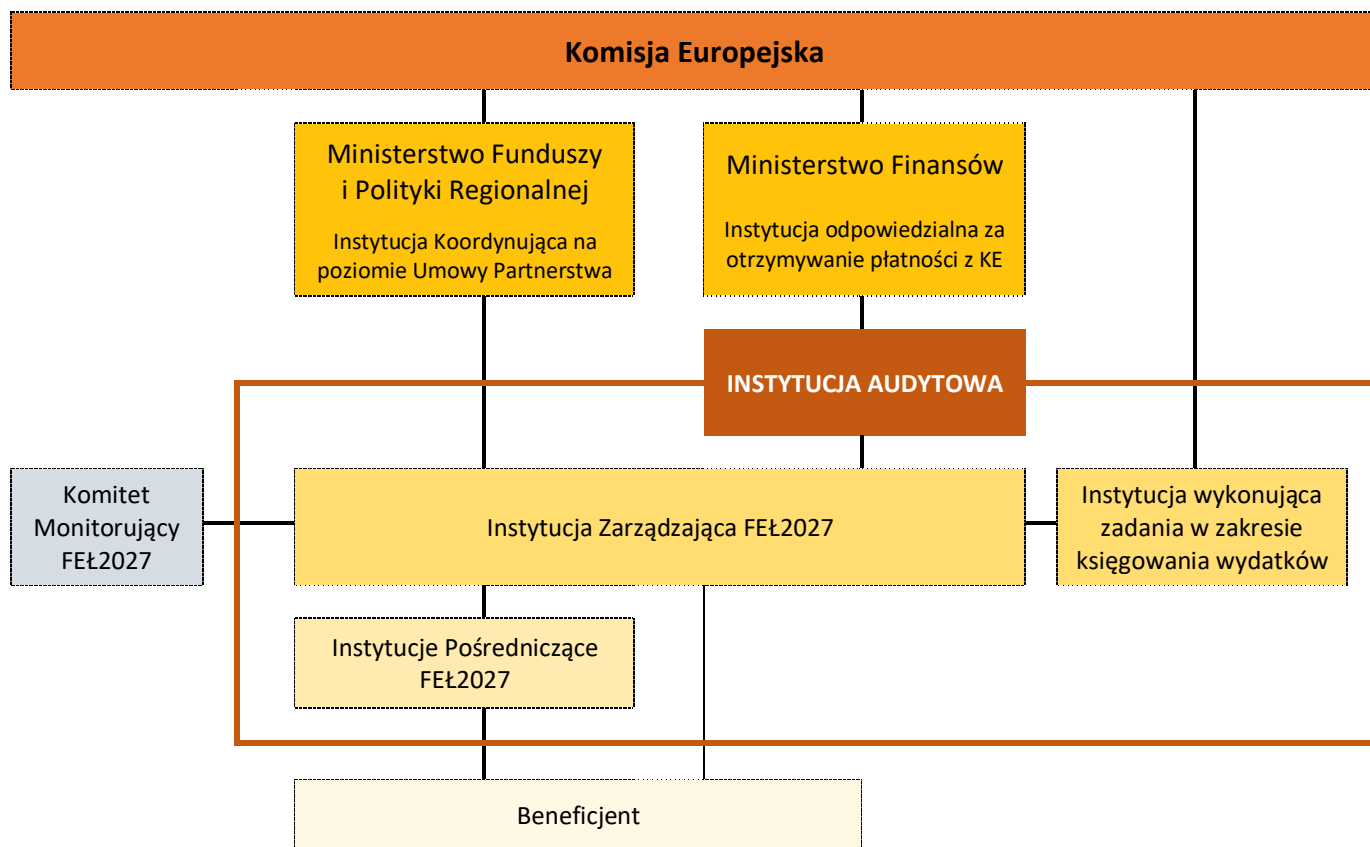 Komisja Europejska
Ministerstwo Funduszy
i Polityki Regionalnej
Instytucja Koordynująca na
poziomie Umowy Partnerstwa
Ministerstwo Finansów
Instytucja odpowiedzialna za
otrzymywanie płatności z KE
INSTYTUCJA AUDYTOWA
Komitet
Monitorujący
FEŁ2027
Instytucja Zarządzająca FEŁ2027
Instytucja wykonująca
zadania w zakresie
księgowania wydatków
Instytucje Pośredniczące
FEŁ2027
Beneficjent